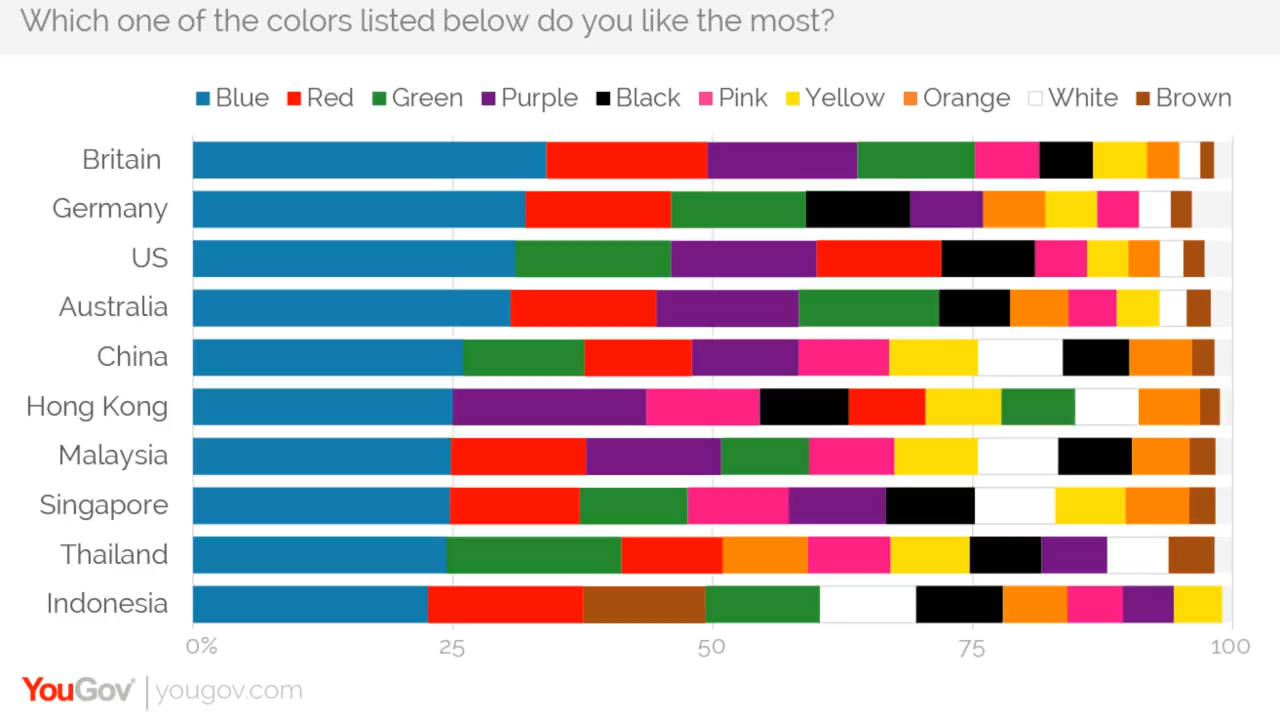 Which one of the colors listed below do you like the most?
Blue Red Green Purple Black Pink Yellow Orange White Brown
Britain
Germany
US
Australia
China
Hong Kong
Malaysia
Singapore
Thailand
Indonesia
0% 25 50 75 100
YouGov | yougov.com